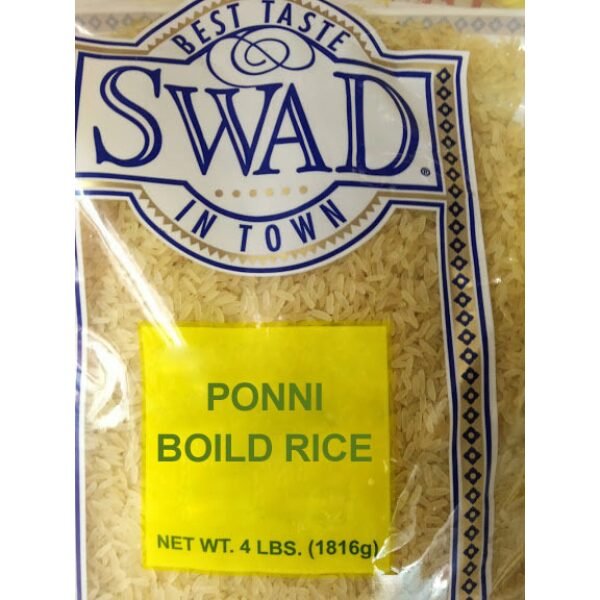 BEST TASTE
SWAD®
IN TOWN
PONNI
BOILD RICE
NET WT. 4 LBS. (1816g)